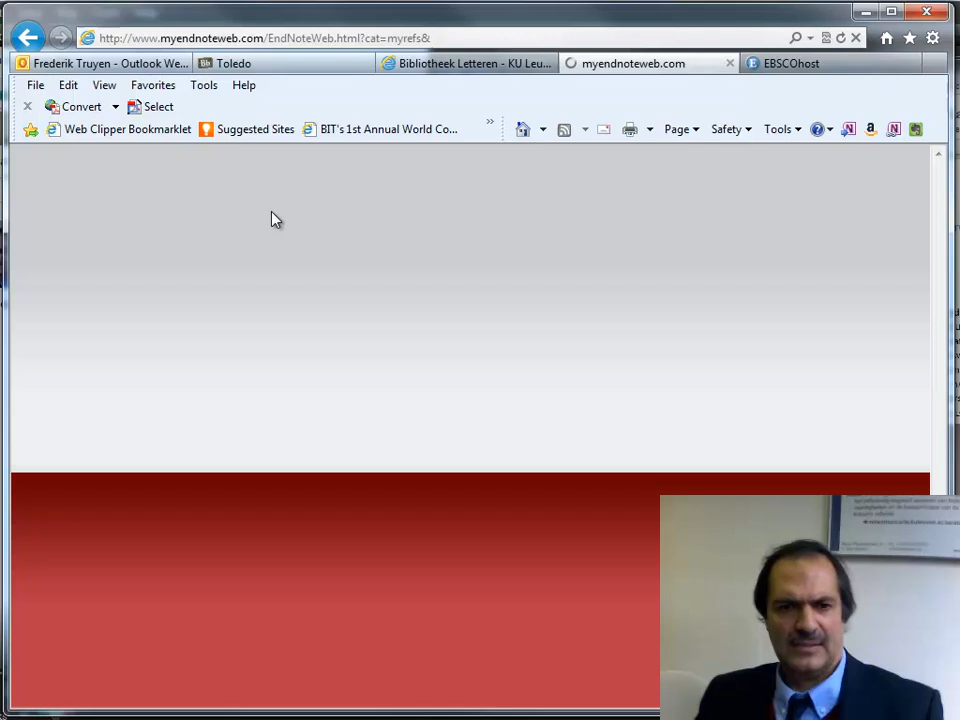 http://www.myendnoteweb.com/EndNoteWeb.html?cat=myrefs&
Frederik Truyen - Outlook We...
Toledo
Bibliotheek Letteren - KU Leu...
myendnoteweb.com
EBSCOhost
File Edit View Favorites Tools Help
Convert Select
Web Clipper Bookmarklet Suggested Sites BIT's 1st Annual World Co...
Page Safety Tools